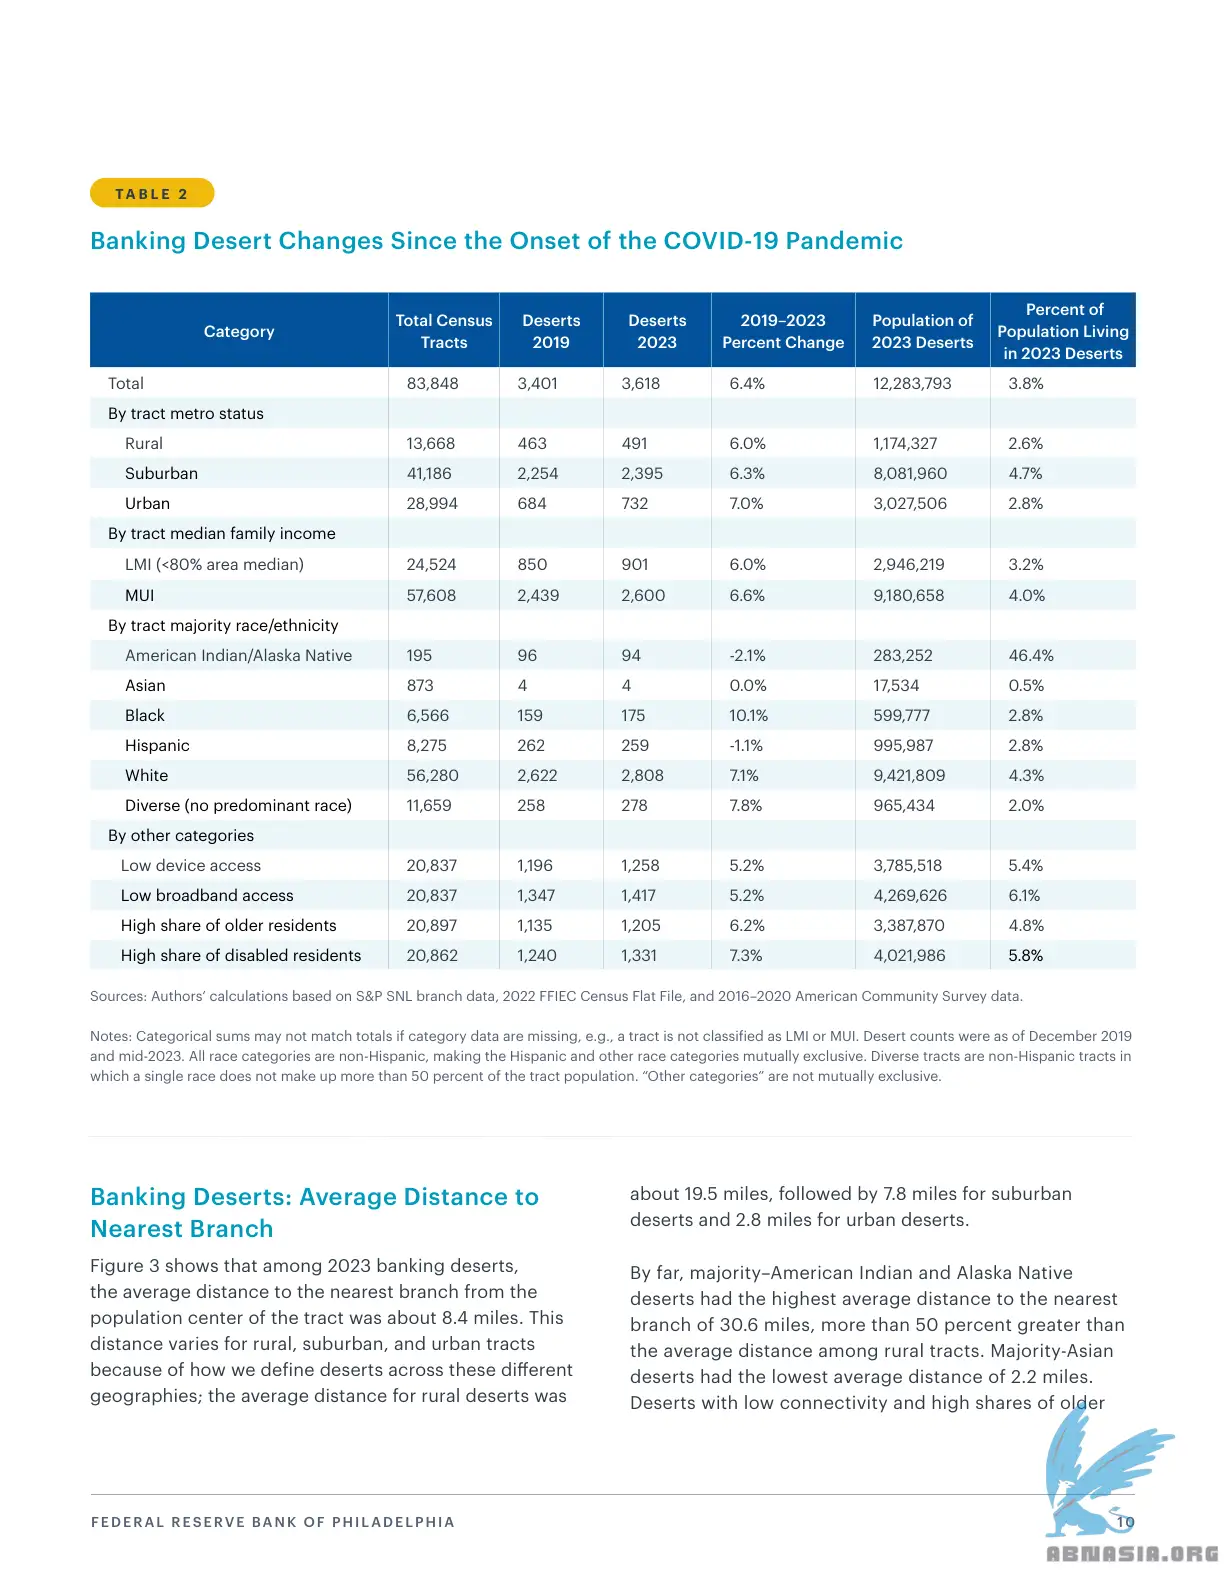 TABLE 2
Banking Desert Changes Since the Onset of the COVID-19 Pandemic
Category | Total Census Tracts | Deserts 2019 | Deserts 2023 | 2019–2023 Percent Change | Population of 2023 Deserts | Percent of Population Living in 2023 Deserts
Total 83,848 3,401 3,618 6.4% 12,283,793 3.8%
By tract metro status
Rural 13,668 463 491 6.0% 1,174,327 2.6%
Suburban 41,186 2,254 2,395 6.3% 8,081,960 4.7%
Urban 28,994 684 732 7.0% 3,027,506 2.8%
By tract median family income
LMI (<80% area median) 24,524 850 901 6.0% 2,946,219 3.2%
MUI 57,608 2,439 2,600 6.6% 9,180,658 4.0%
By tract majority race/ethnicity
American Indian/Alaska Native 195 96 94 -2.1% 283,252 46.4%
Asian 873 4 4 0.0% 17,534 0.5%
Black 6,566 159 175 10.1% 599,777 2.8%
Hispanic 8,275 262 259 -1.1% 995,987 2.8%
White 56,280 2,622 2,808 7.1% 9,421,809 4.3%
Diverse (no predominant race) 11,659 258 278 7.8% 965,434 2.0%
By other categories
Low device access 20,837 1,196 1,258 5.2% 3,785,518 5.4%
Low broadband access 20,837 1,347 1,417 5.2% 4,269,626 6.1%
High share of older residents 20,897 1,135 1,205 6.2% 3,387,870 4.8%
High share of disabled residents 20,862 1,240 1,331 7.3% 4,021,986 5.8%
Sources: Authors’ calculations based on S&P SNL branch data, 2022 FFIEC Census Flat File, and 2016–2020 American Community Survey data.
Notes: Categorical sums may not match totals if category data are missing, e.g., a tract is not classified as LMI or MUI. Desert counts were as of December 2019
and mid-2023. All race categories are non-Hispanic, making the Hispanic and other race categories mutually exclusive. Diverse tracts are non-Hispanic tracts in
which a single race does not make up more than 50 percent of the tract population. “Other categories” are not mutually exclusive.
Banking Deserts: Average Distance to
Nearest Branch
Figure 3 shows that among 2023 banking deserts,
the average distance to the nearest branch from the
population center of the tract was about 8.4 miles. This
distance varies for rural, suburban, and urban tracts
because of how we define deserts across these different
geographies; the average distance for rural deserts was
about 19.5 miles, followed by 7.8 miles for suburban
deserts and 2.8 miles for urban deserts.
By far, majority–American Indian and Alaska Native
deserts had the highest average distance to the nearest
branch of 30.6 miles, more than 50 percent greater than
the average distance among rural tracts. Majority-Asian
deserts had the lowest average distance of 2.2 miles.
Deserts with low connectivity and high shares of older
FEDERAL RESERVE BANK OF PHILADELPHIA
10
ABNASIA.ORG